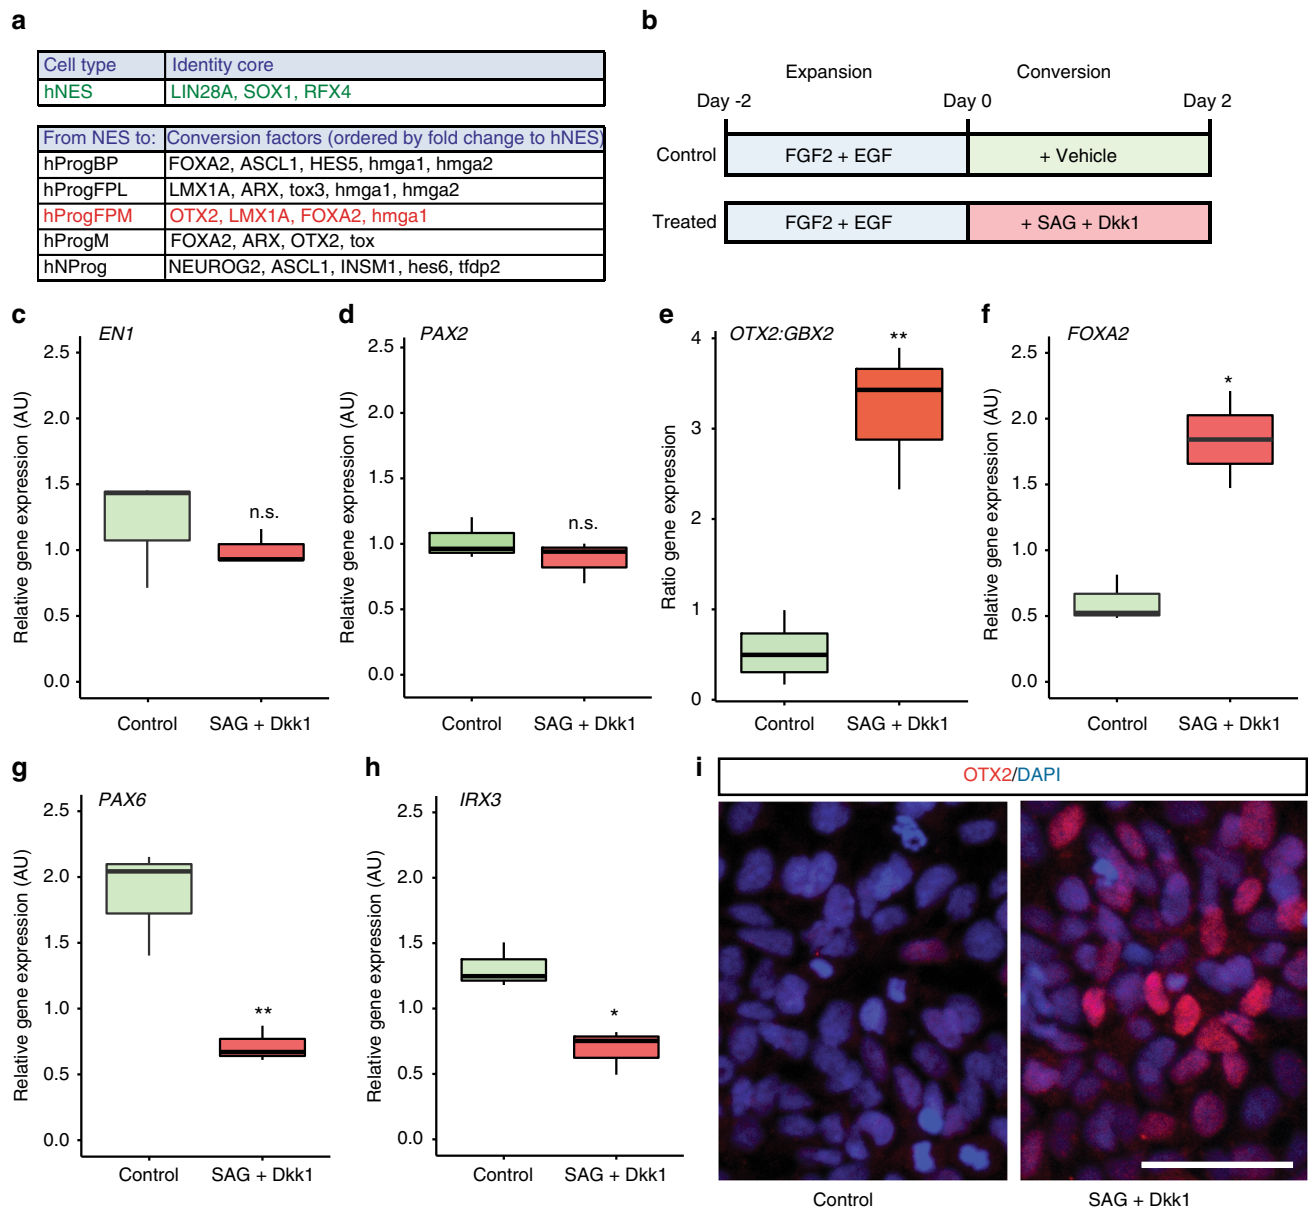 a
Cell type Identity core
hNES LIN28A, SOX1, RFX4
From NES to: Conversion factors (ordered by fold change to hNES)
hProgBP FOXA2, ASCL1, HES5, hmga1, hmga2
hProgFPL LMX1A, ARX, tox3, hmga1, hmga2
hProgFPM OTX2, LMX1A, FOXA2, hmga1
hProgM FOXA2, ARX, OTX2, tox
hNProg NEUROG2, ASCL1, INSM1, hes6, tfdp2
b
Expansion Conversion
Day -2 Day 0 Day 2
Control FGF2 + EGF + Vehicle
Treated FGF2 + EGF + SAG + Dkk1
c
EN1
Relative gene expression (AU)
2.5
2.0
1.5
1.0
0.5
0.0
n.s.
Control SAG + Dkk1
d
PAX2
Relative gene expression (AU)
2.5
2.0
1.5
1.0
0.5
0.0
n.s.
Control SAG + Dkk1
e
OTX2:GBX2
Ratio gene expression
4
3
2
1
0
**
Control SAG + Dkk1
f
FOXA2
Relative gene expression (AU)
2.5
2.0
1.5
1.0
0.5
0.0
*
Control SAG + Dkk1
g
PAX6
Relative gene expression (AU)
2.5
2.0
1.5
1.0
0.5
0.0
**
Control SAG + Dkk1
h
IRX3
Relative gene expression (AU)
2.5
2.0
1.5
1.0
0.5
0.0
*
Control SAG + Dkk1
i
OTX2/DAPI
Control SAG + Dkk1